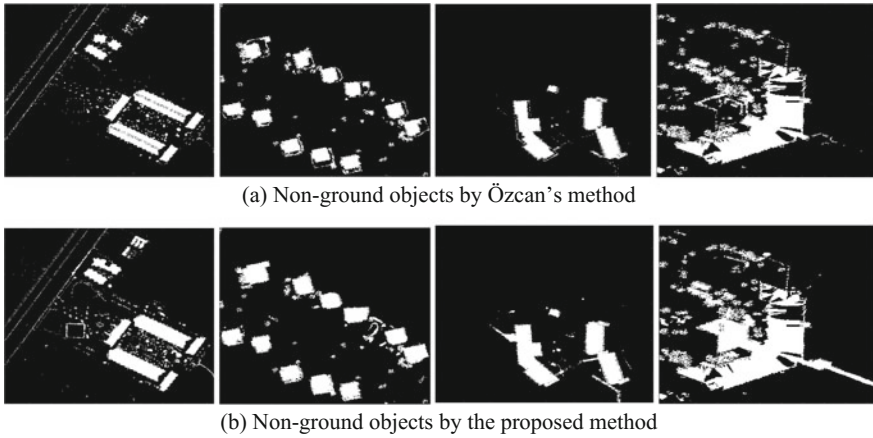 (a) Non-ground objects by Özcan’s method
(b) Non-ground objects by the proposed method